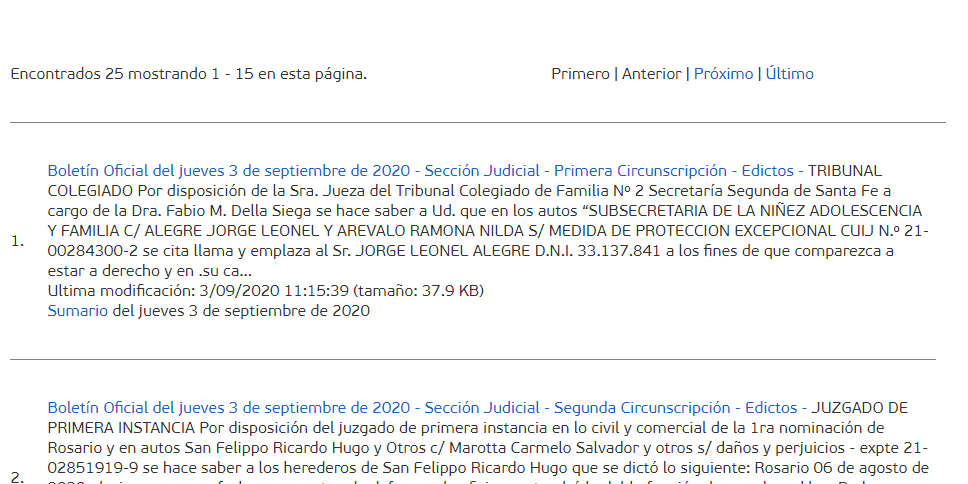 Encontrados 25 mostrando 1 - 15 en esta página.
Primero | Anterior | Próximo | Último
Boletín Oficial del jueves 3 de septiembre de 2020 - Sección Judicial - Primera Circunscripción - Edictos - TRIBUNAL
COLEGIADO Por disposición de la Sra. Jueza del Tribunal Colegiado de Familia Nº 2 Secretaría Segunda de Santa Fe a
cargo de la Dra. Fabio M. Della Siega se hace saber a Ud. que en los autos “SUBSECRETARIA DE LA NIÑEZ ADOLESCENCIA
Y FAMILIA C/ ALEGRE JORGE LEONEL Y AREVALO RAMONA NILDA S/ MEDIDA DE PROTECCION EXCEPCIONAL CUIJ N.º 21-
1.
00284300-2 se cita llama y emplaza al Sr. JORGE LEONEL ALEGRE D.N.I. 33.137.841 a los fines de que comparezca a
estar a derecho y en .su ca...
Ultima modificación: 3/09/2020 11:15:39 (tamaño: 37.9 KB)
Sumario del jueves 3 de septiembre de 2020
Boletín Oficial del jueves 3 de septiembre de 2020 - Sección Judicial - Segunda Circunscripción - Edictos - JUZGADO DE
PRIMERA INSTANCIA Por disposición del juzgado de primera instancia en lo civil y comercial de la 1ra nominación de
Rosario y en autos San Felippo Ricardo Hugo y Otros c/ Marotta Carmelo Salvador y otros s/ daños y perjuicios - expte 21-
02851919-9 se hace saber a los herederos de San Felippo Ricardo Hugo que se dictó lo siguiente: Rosario 06 de agosto de
2.